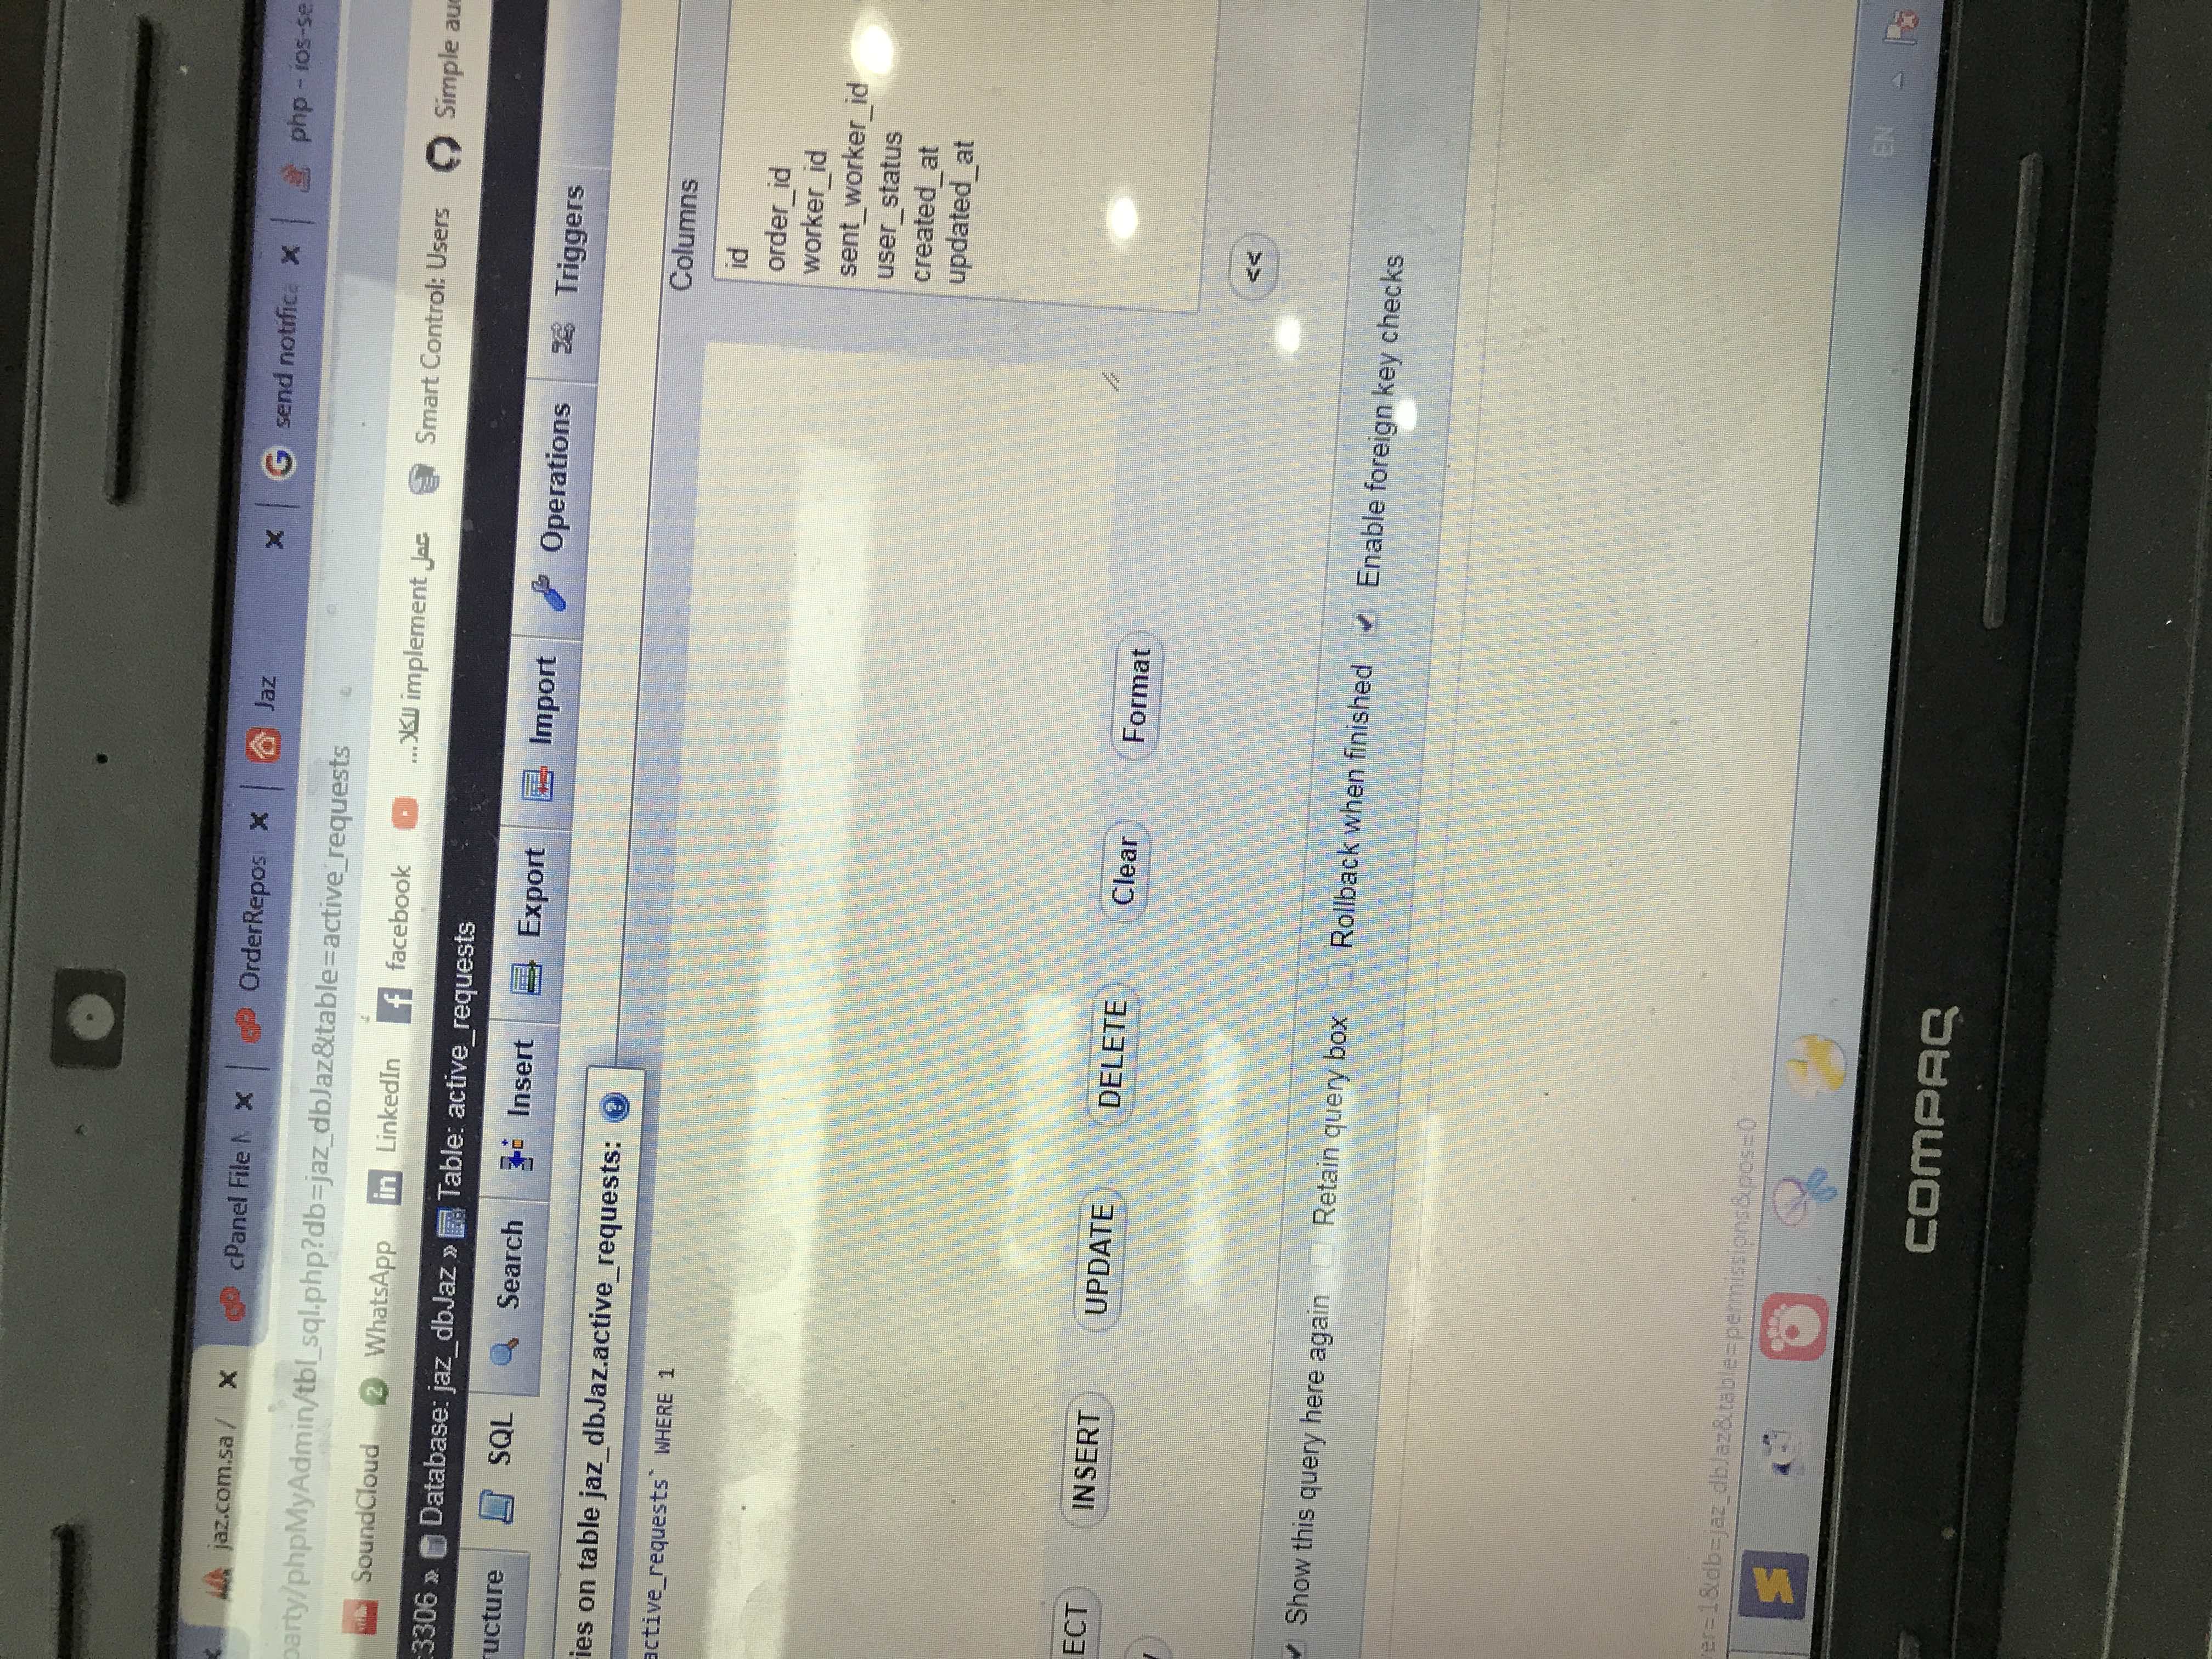 jaz.com.sa /
cPanel File
OrderRepos
Jaz
send notific
php - ios-se
party/phpMyAdmin/tbl_sql.php?db=jaz_dbJaz&table=active_requests
SoundCloud
2
WhatsApp
in LinkedIn
f facebook
عمل implement للكلا...
Smart Control: Users
Simple au
:3306 » Database: jaz_dbJaz » Table: active_requests
ructure
SQL
Search
Insert
Export
Import
Operations
Triggers
ies on table jaz_dbJaz.active_requests:
active_requests` WHERE 1
Columns
id
order_id
worker_id
sent_worker_id
user_status
created_at
updated_at
ECT
INSERT
UPDATE
DELETE
Clear
Format
<<
Show this query here again
Retain query box
Rollback when finished
Enable foreign key checks
ver=1&db=jaz_dbJaz&table=permissions&pos=0
EN
COMPAQ